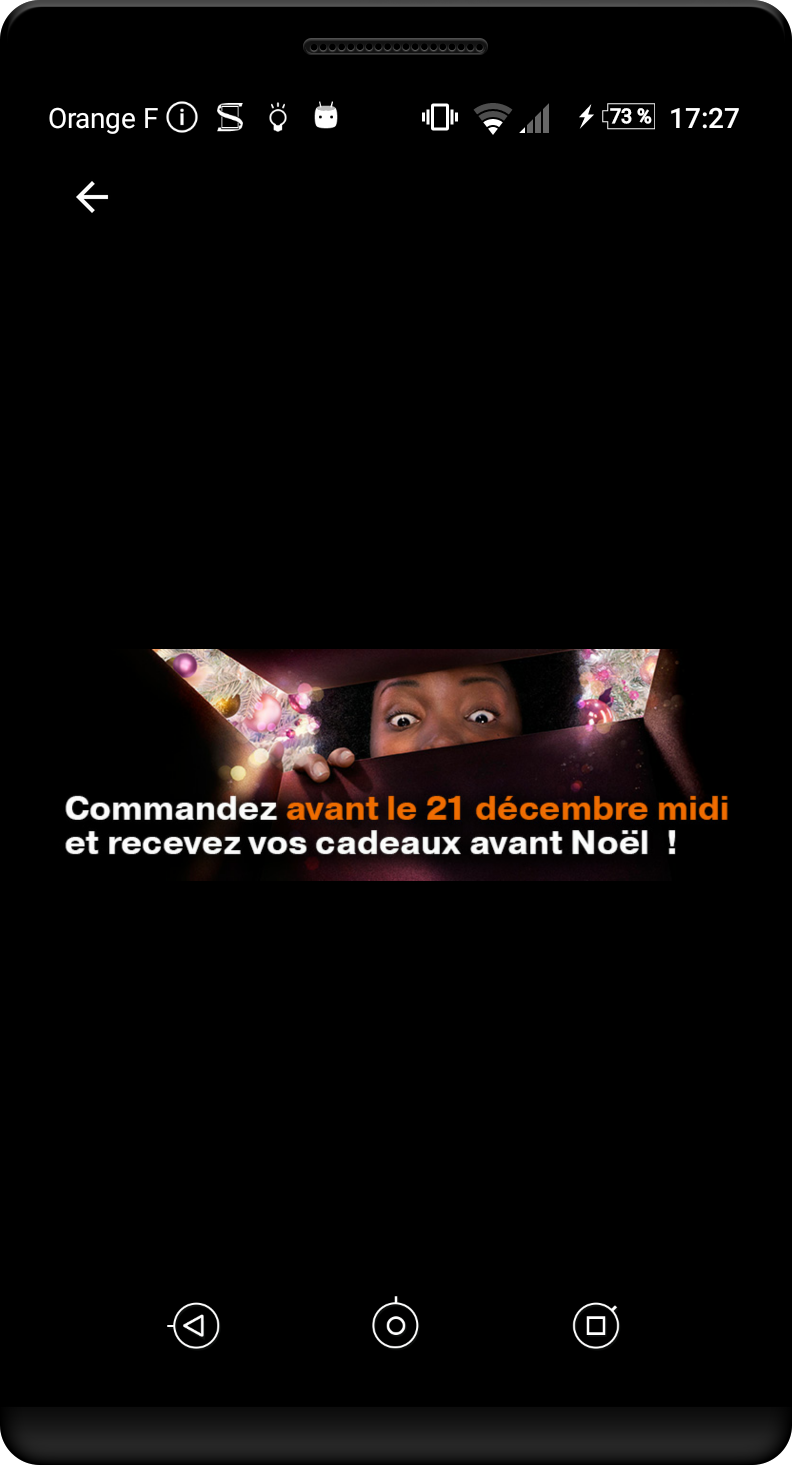 Orange F 73 % 17:27
Commandez avant le 21 décembre midi
et recevez vos cadeaux avant Noël !